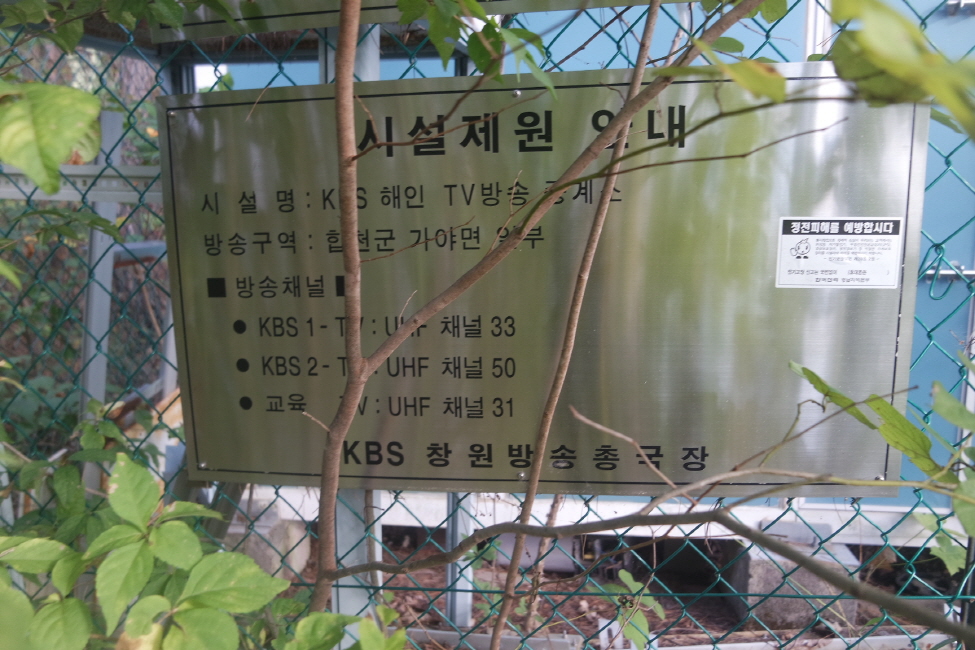 시설제원 안내
시 설 명 : KBS 해인 TV방송 중계소
방송구역 : 합천군 가야면 일부
■ 방송채널 ■
● KBS 1 - TV : UHF 채널 33
● KBS 2 - TV : UHF 채널 50
● 교육 TV : UHF 채널 31
KBS 창원방송총국장
정전피해를 예방합시다